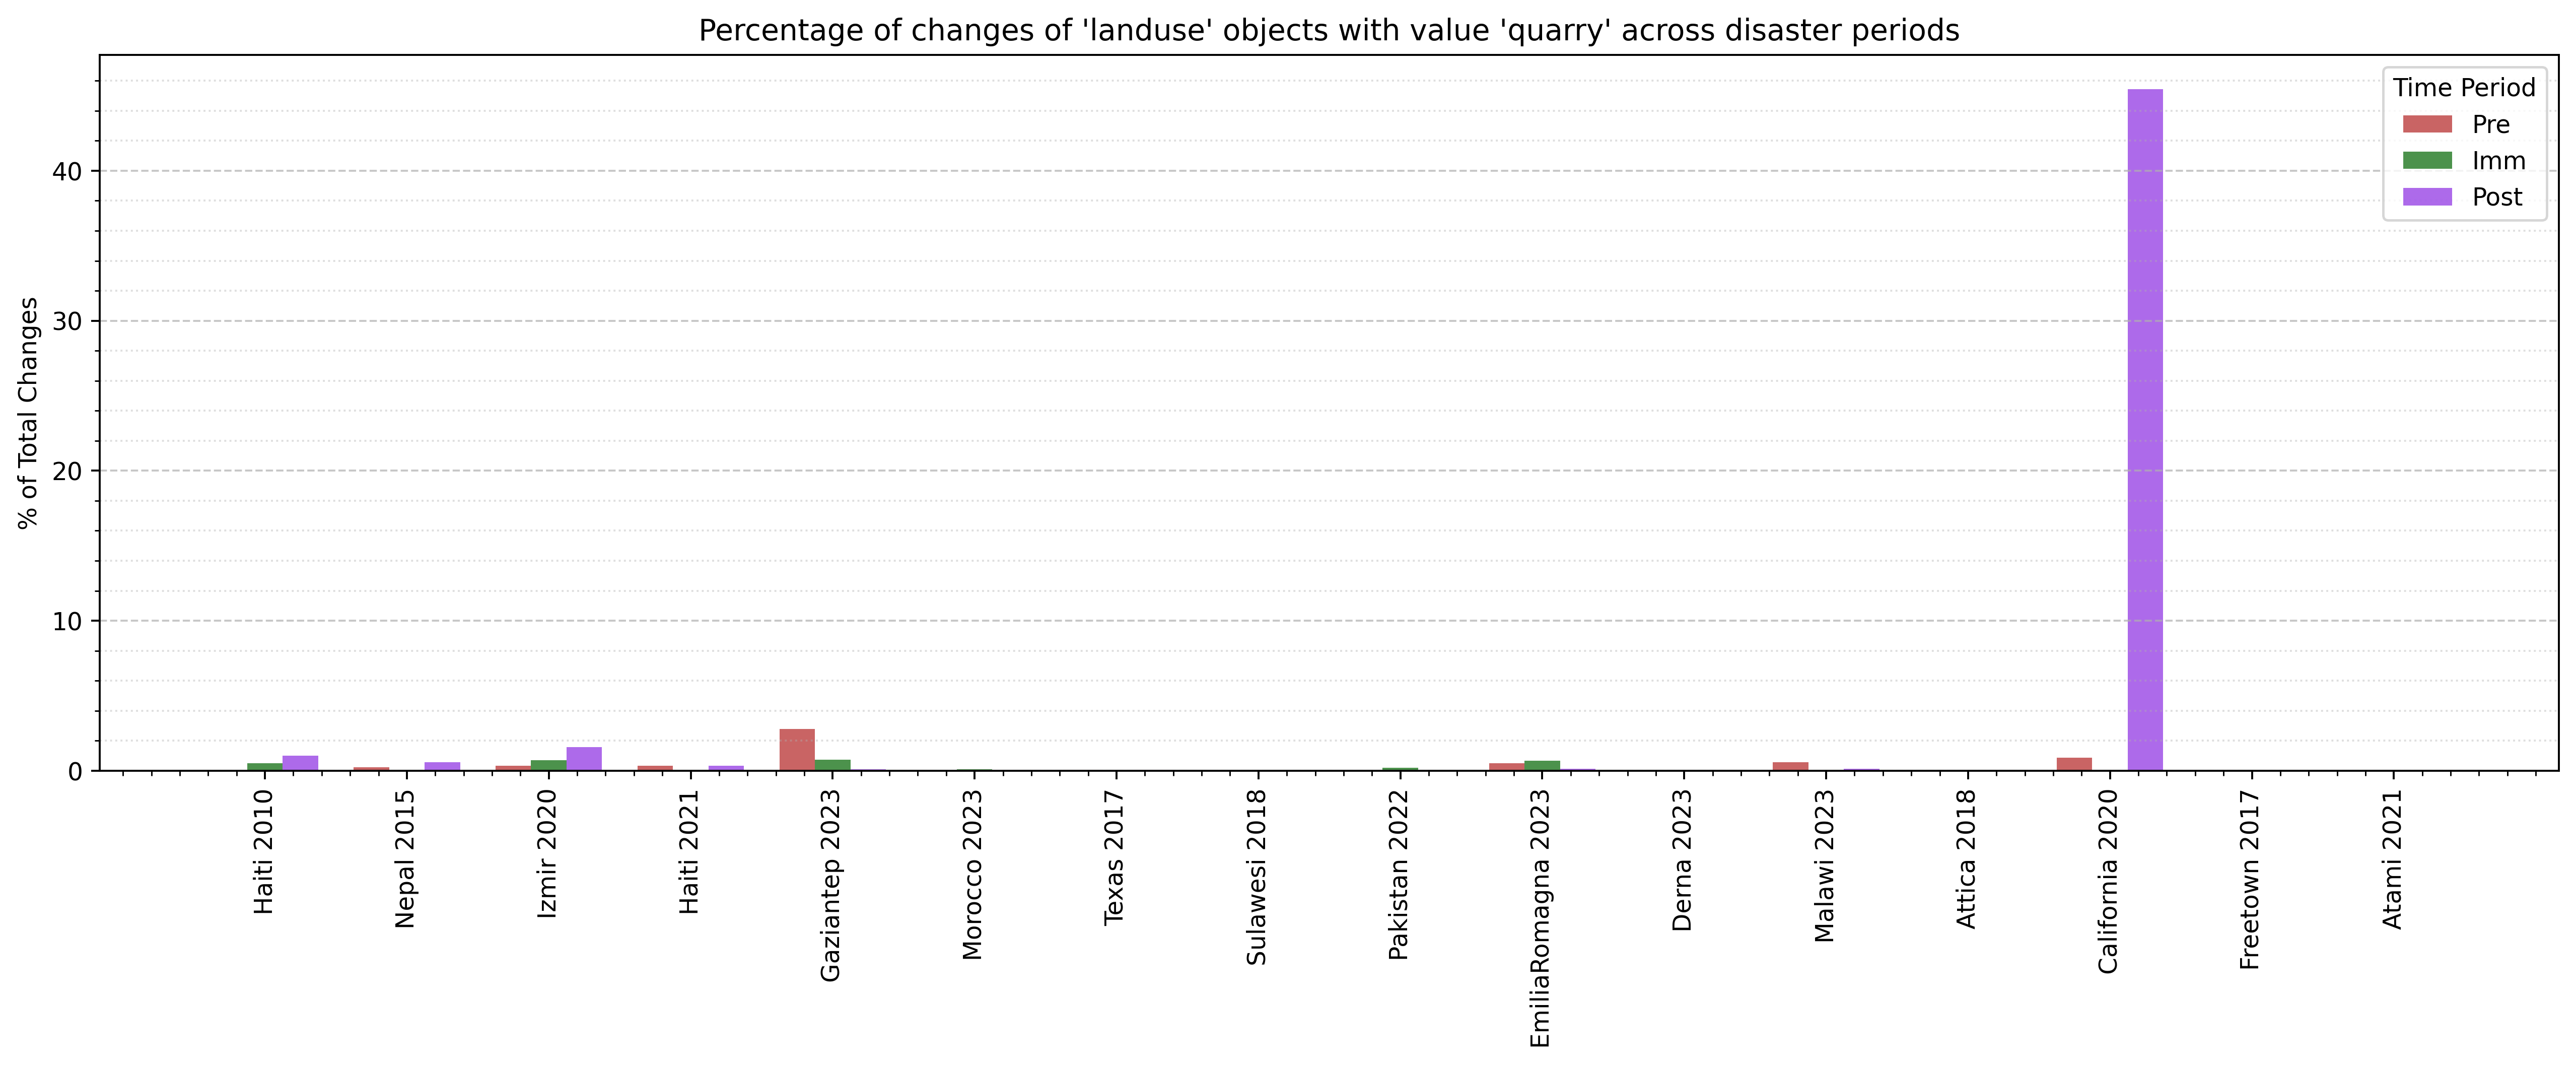 Percentage of changes of 'landuse' objects with value 'quarry' across disaster periods
% of Total Changes
40
30
20
10
0
Time Period
Pre
Imm
Post
Haiti 2010
Nepal 2015
Izmir 2020
Haiti 2021
Gaziantep 2023
Morocco 2023
Texas 2017
Sulawesi 2018
Pakistan 2022
EmiliaRomagna 2023
Derna 2023
Malawi 2023
Attica 2018
California 2020
Freetown 2017
Atami 2021